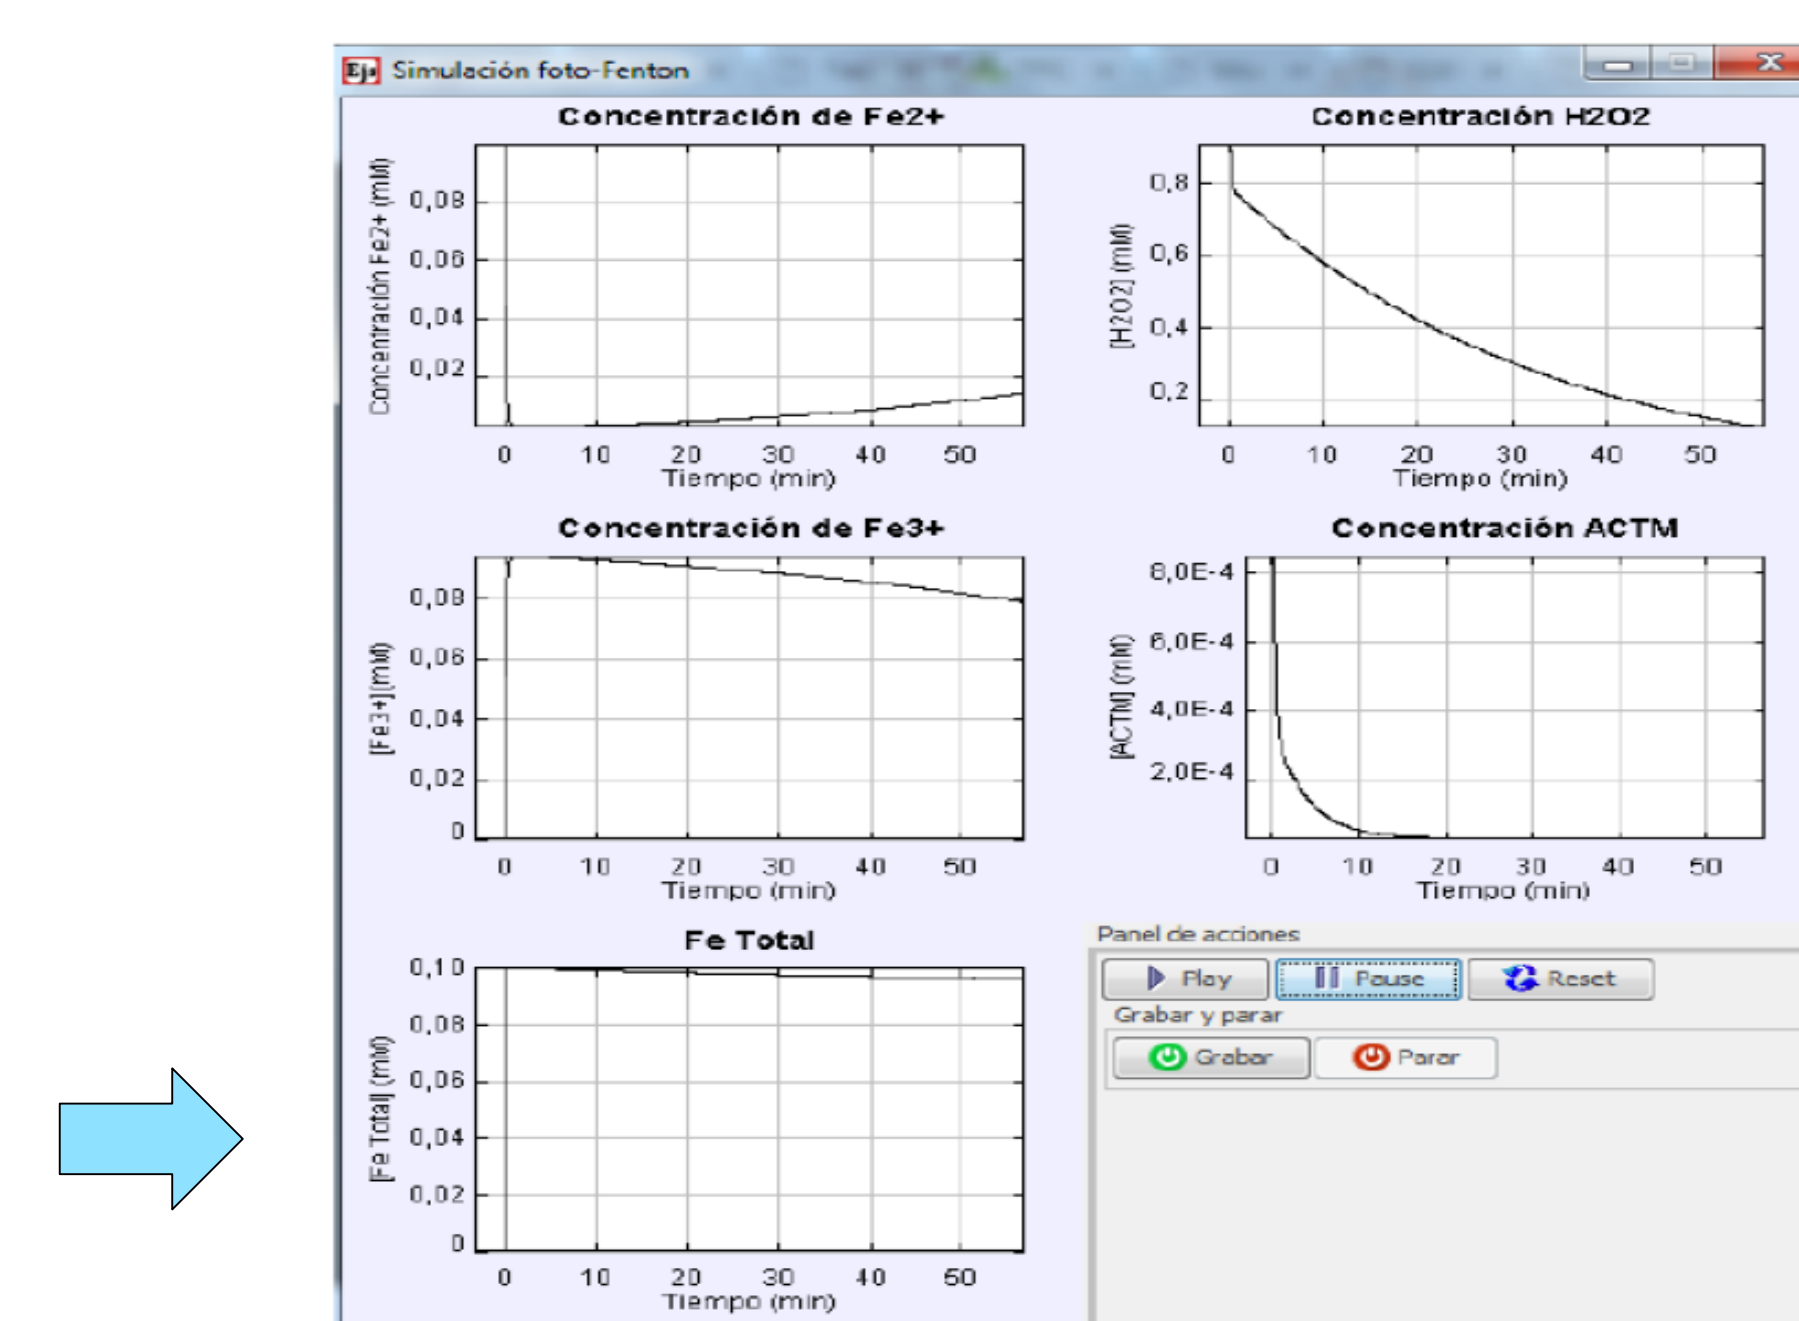 Ejs Simulación foto-Fenton
Concentración de Fe2+
Concentración Fe2+ (mM)
0,08
0,06
0,04
0,02
0 10 20 30 40 50
Tiempo (min)
Concentración H2O2
[H2O2] (mM)
0,8
0,6
0,4
0,2
0 10 20 30 40 50
Tiempo (min)
Concentración de Fe3+
[Fe3+](mM)
0,08
0,06
0,04
0,02
0
0 10 20 30 40 50
Tiempo (min)
Concentración ACTM
[ACTM] (mM)
8,0E-4
6,0E-4
4,0E-4
2,0E-4
0 10 20 30 40 50
Tiempo (min)
Fe Total
[Fe Total] (mM)
0,10
0,08
0,06
0,04
0,02
0
0 10 20 30 40 50
Tiempo (min)
Panel de acciones
Play Pause Reset
Grabar y parar
Grabar Parar